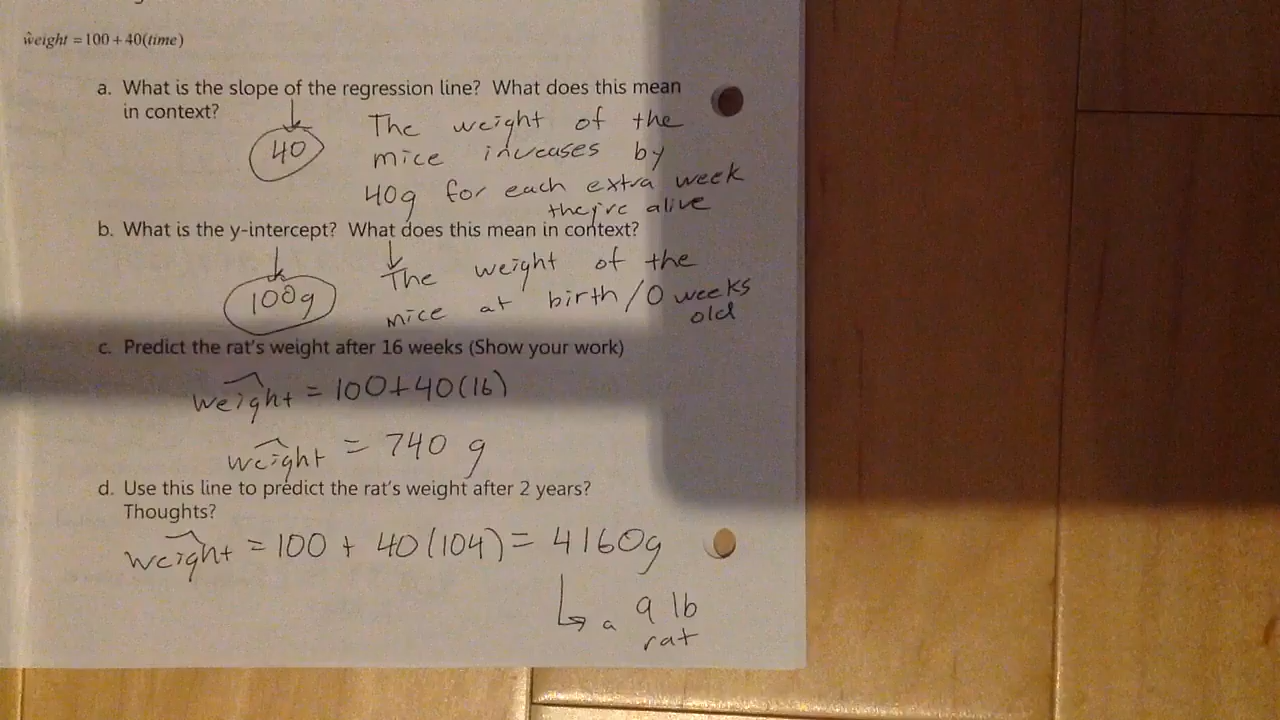 ŵeight = 100 + 40(time)
a. What is the slope of the regression line? What does this mean
in context?
40
The weight of the
mice increases by
40g for each extra week
they're alive
b. What is the y-intercept? What does this mean in context?
100g
The weight of the
mice at birth/0 weeks
old
c. Predict the rat's weight after 16 weeks (Show your work)
weight = 100+40(16)
weight = 740 g
d. Use this line to predict the rat's weight after 2 years?
Thoughts?
weight = 100 + 40(104) = 4160g
a 9 lb
rat